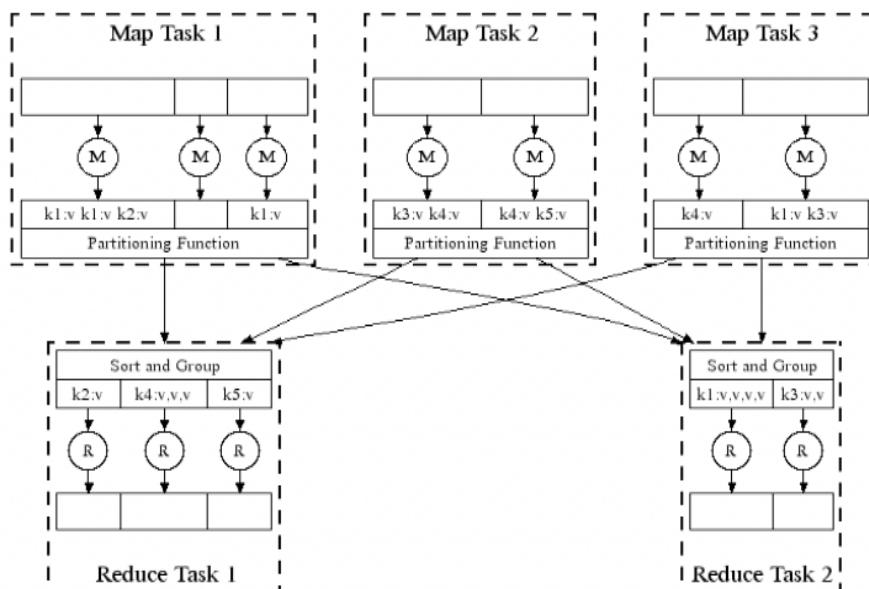 Map Task 1
Map Task 2
Map Task 3
M
M
M
M
M
M
M
k1:v k1:v k2:v
k1:v
k3:v k4:v
k4:v k5:v
k4:v
k1:v k3:v
Partitioning Function
Partitioning Function
Partitioning Function
Sort and Group
Sort and Group
k2:v
k4:v,v,v
k5:v
k1:v,v,v,v
k3:v,v
R
R
R
R
R
Reduce Task 1
Reduce Task 2